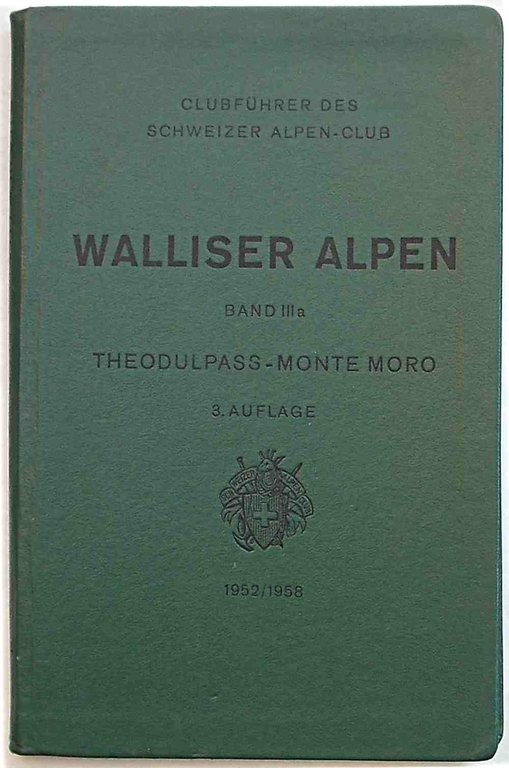 CLUBFÜHRER DES
SCHWEIZER ALPEN-CLUB
WALLISER ALPEN
BAND IIIa
THEODULPASS-MONTE MORO
3. AUFLAGE
1952/1958